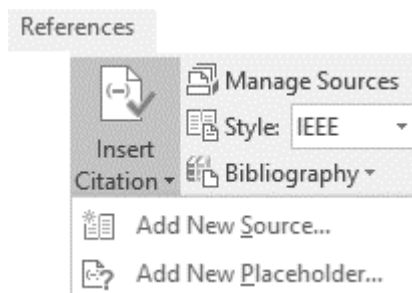 References
Insert
Citation
Manage Sources
Style: IEEE
Bibliography
Add New Source...
Add New Placeholder...